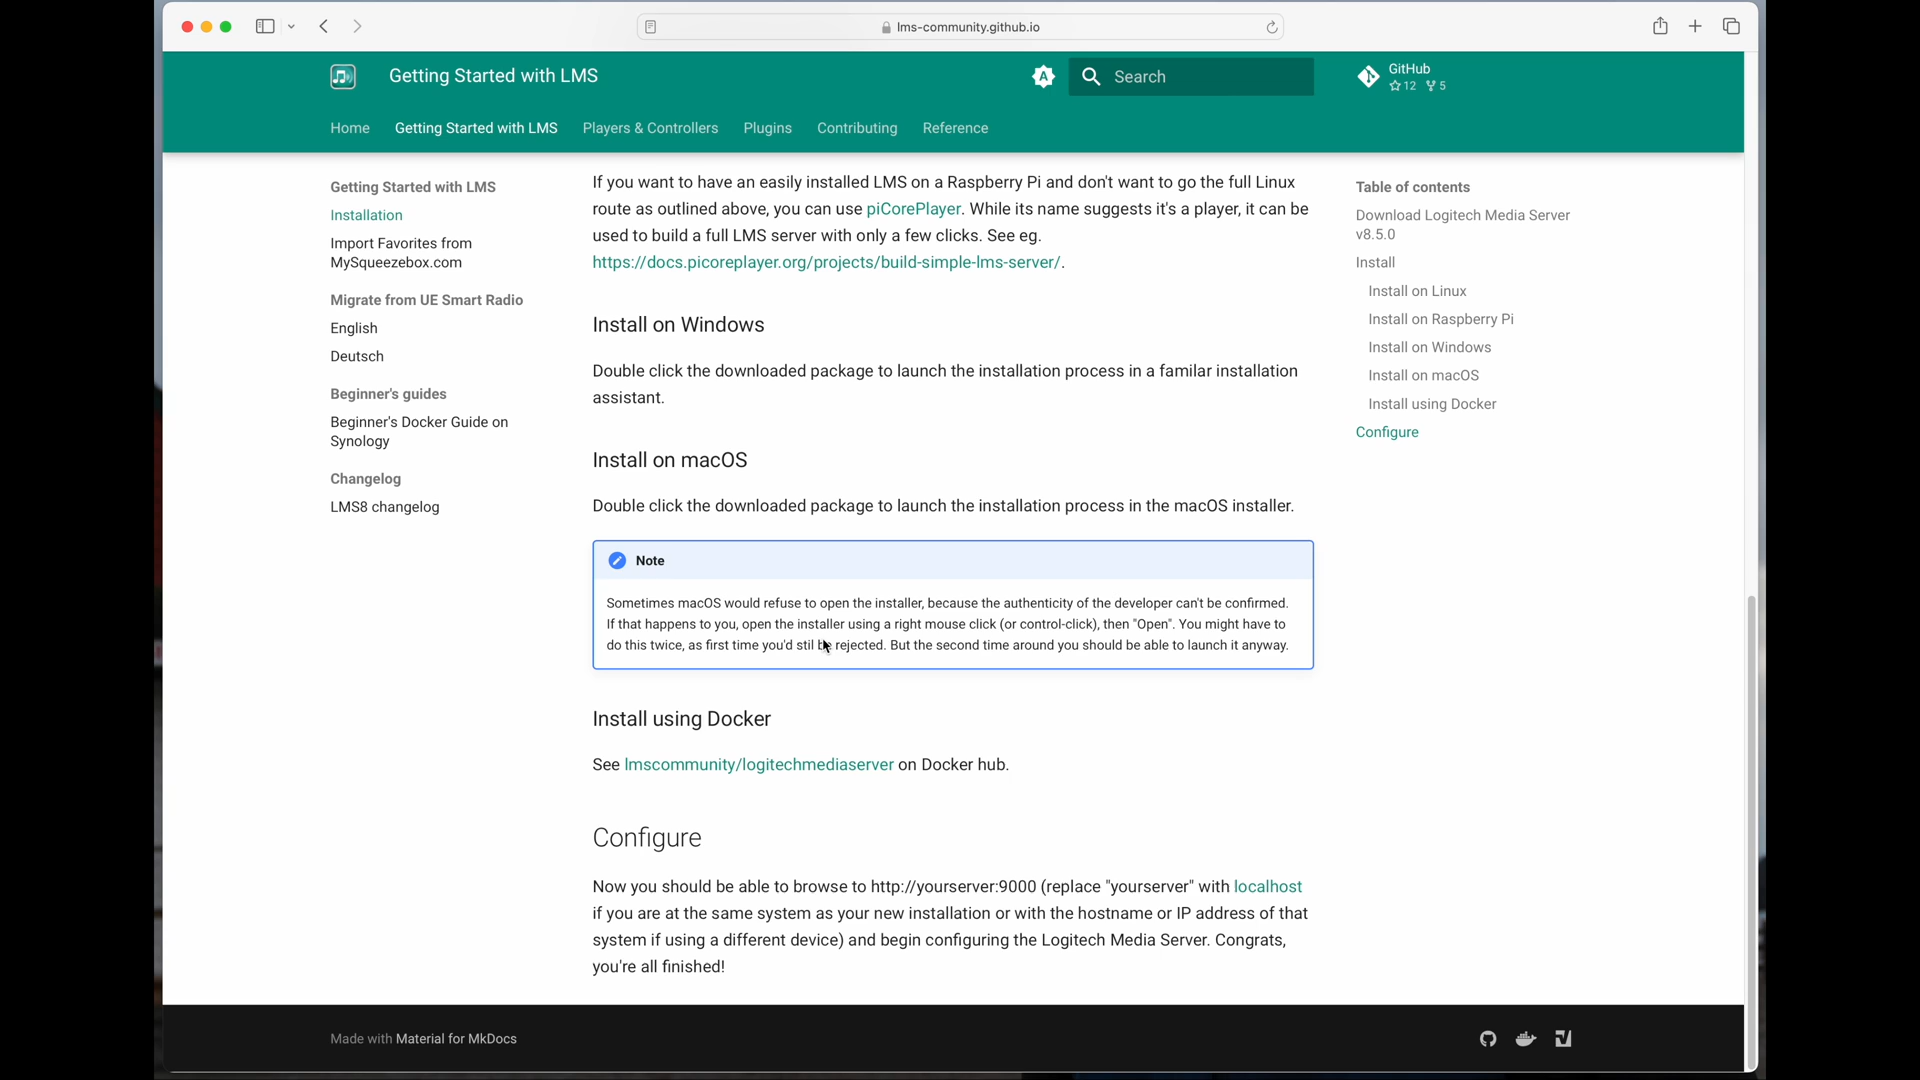 lms-community.github.io
Getting Started with LMS
Search
GitHub
12 5
Home Getting Started with LMS Players & Controllers Plugins Contributing Reference
Getting Started with LMS
Installation
Import Favorites from
MySqueezebox.com
Migrate from UE Smart Radio
English
Deutsch
Beginner's guides
Beginner's Docker Guide on
Synology
Changelog
LMS8 changelog
If you want to have an easily installed LMS on a Raspberry Pi and don't want to go the full Linux
route as outlined above, you can use piCorePlayer. While its name suggests it's a player, it can be
used to build a full LMS server with only a few clicks. See eg.
https://docs.picoreplayer.org/projects/build-simple-lms-server/.
Install on Windows
Double click the downloaded package to launch the installation process in a familar installation
assistant.
Install on macOS
Double click the downloaded package to launch the installation process in the macOS installer.
Note
Sometimes macOS would refuse to open the installer, because the authenticity of the developer can't be confirmed.
If that happens to you, open the installer using a right mouse click (or control-click), then "Open". You might have to
do this twice, as first time you'd stil be rejected. But the second time around you should be able to launch it anyway.
Install using Docker
See lmscommunity/logitechmediaserver on Docker hub.
Configure
Now you should be able to browse to http://yourserver:9000 (replace "yourserver" with localhost
if you are at the same system as your new installation or with the hostname or IP address of that
system if using a different device) and begin configuring the Logitech Media Server. Congrats,
you're all finished!
Table of contents
Download Logitech Media Server
v8.5.0
Install
Install on Linux
Install on Raspberry Pi
Install on Windows
Install on macOS
Install using Docker
Configure
Made with Material for MkDocs